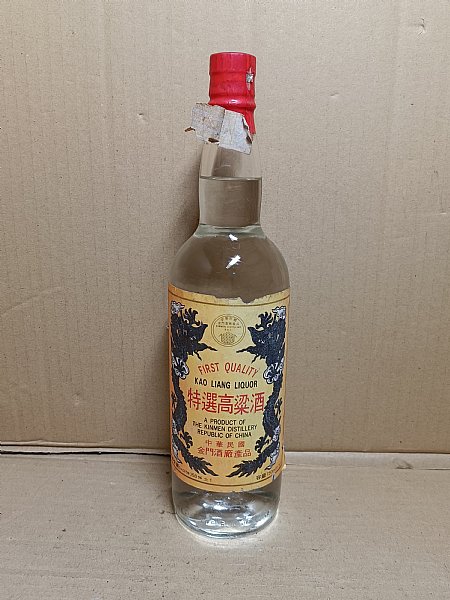 FIRST QUALITY
KAO LIANG LIQUOR
特選高粱酒
A PRODUCT OF
THE KINMEN DISTILLERY
REPUBLIC OF CHINA
中華民國
金門酒廠產品